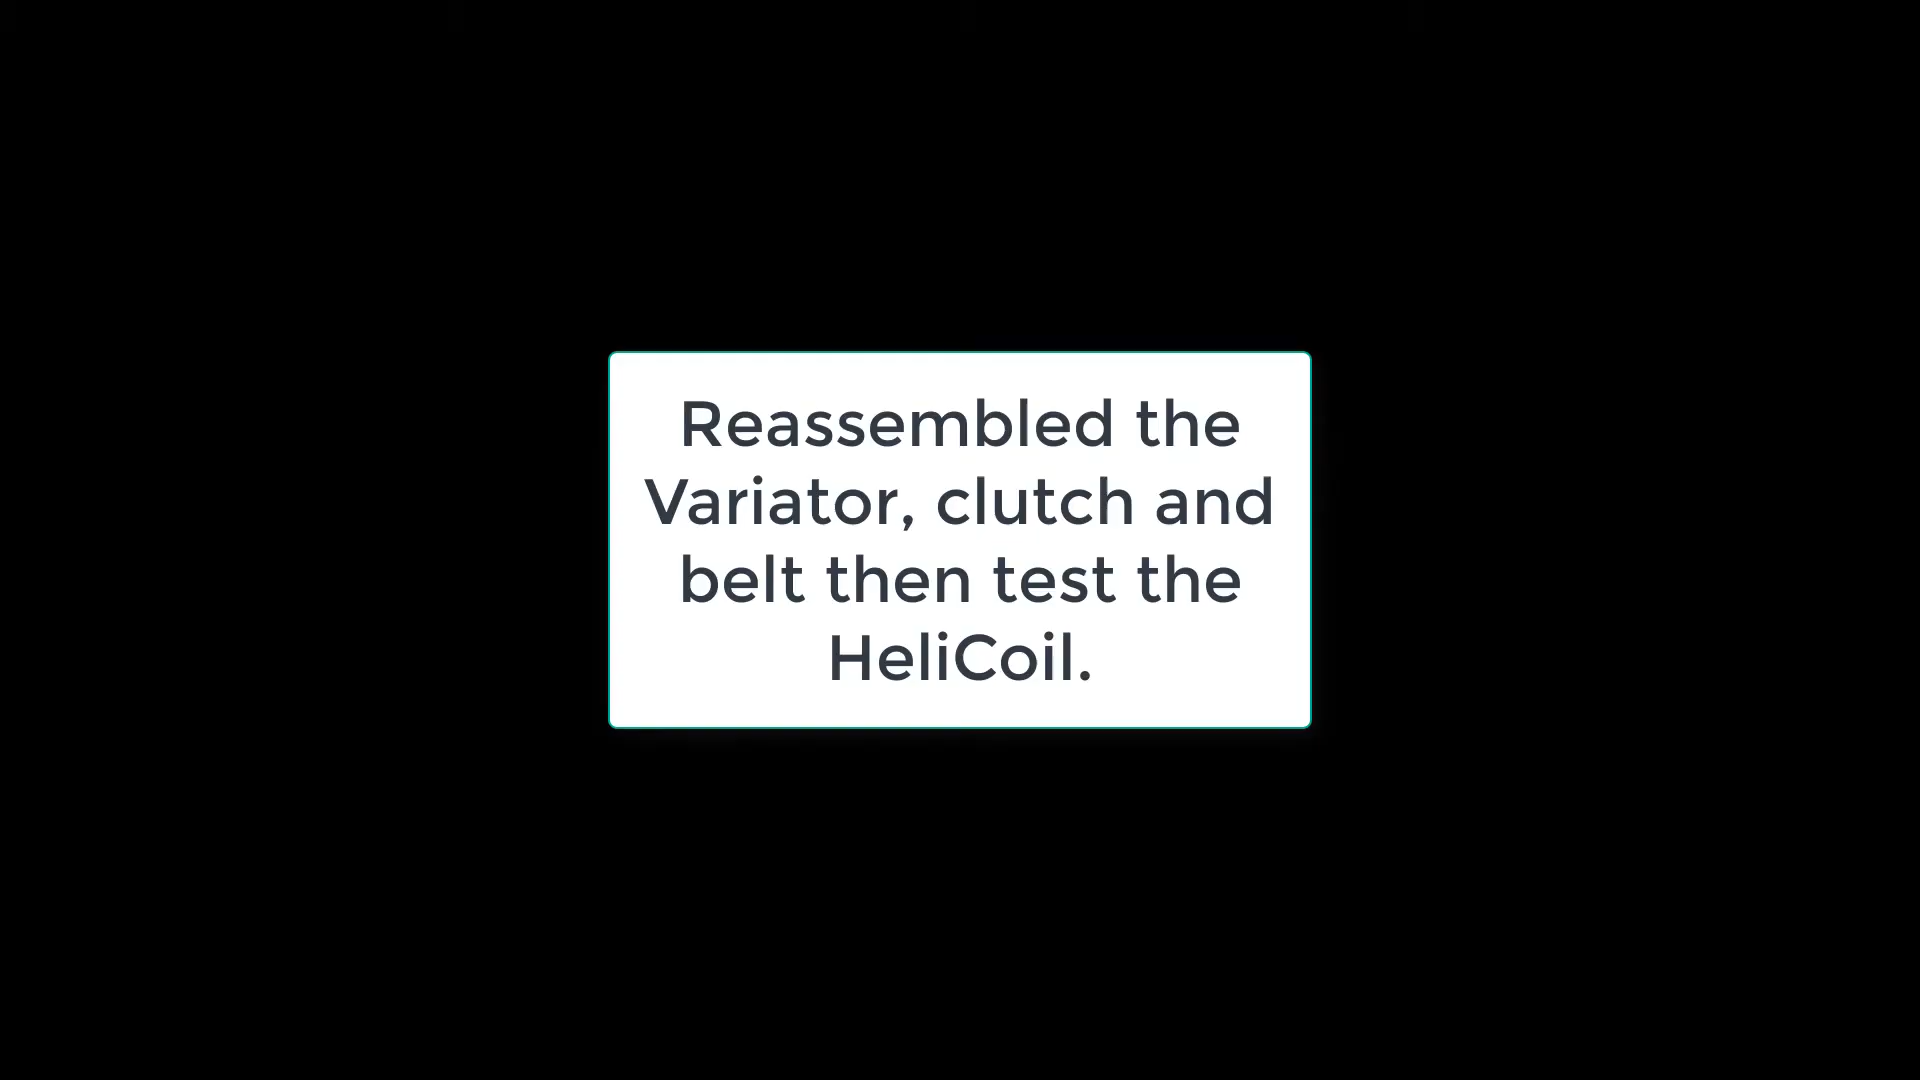 Reassembled the
Variator, clutch and
belt then test the
HeliCoil.